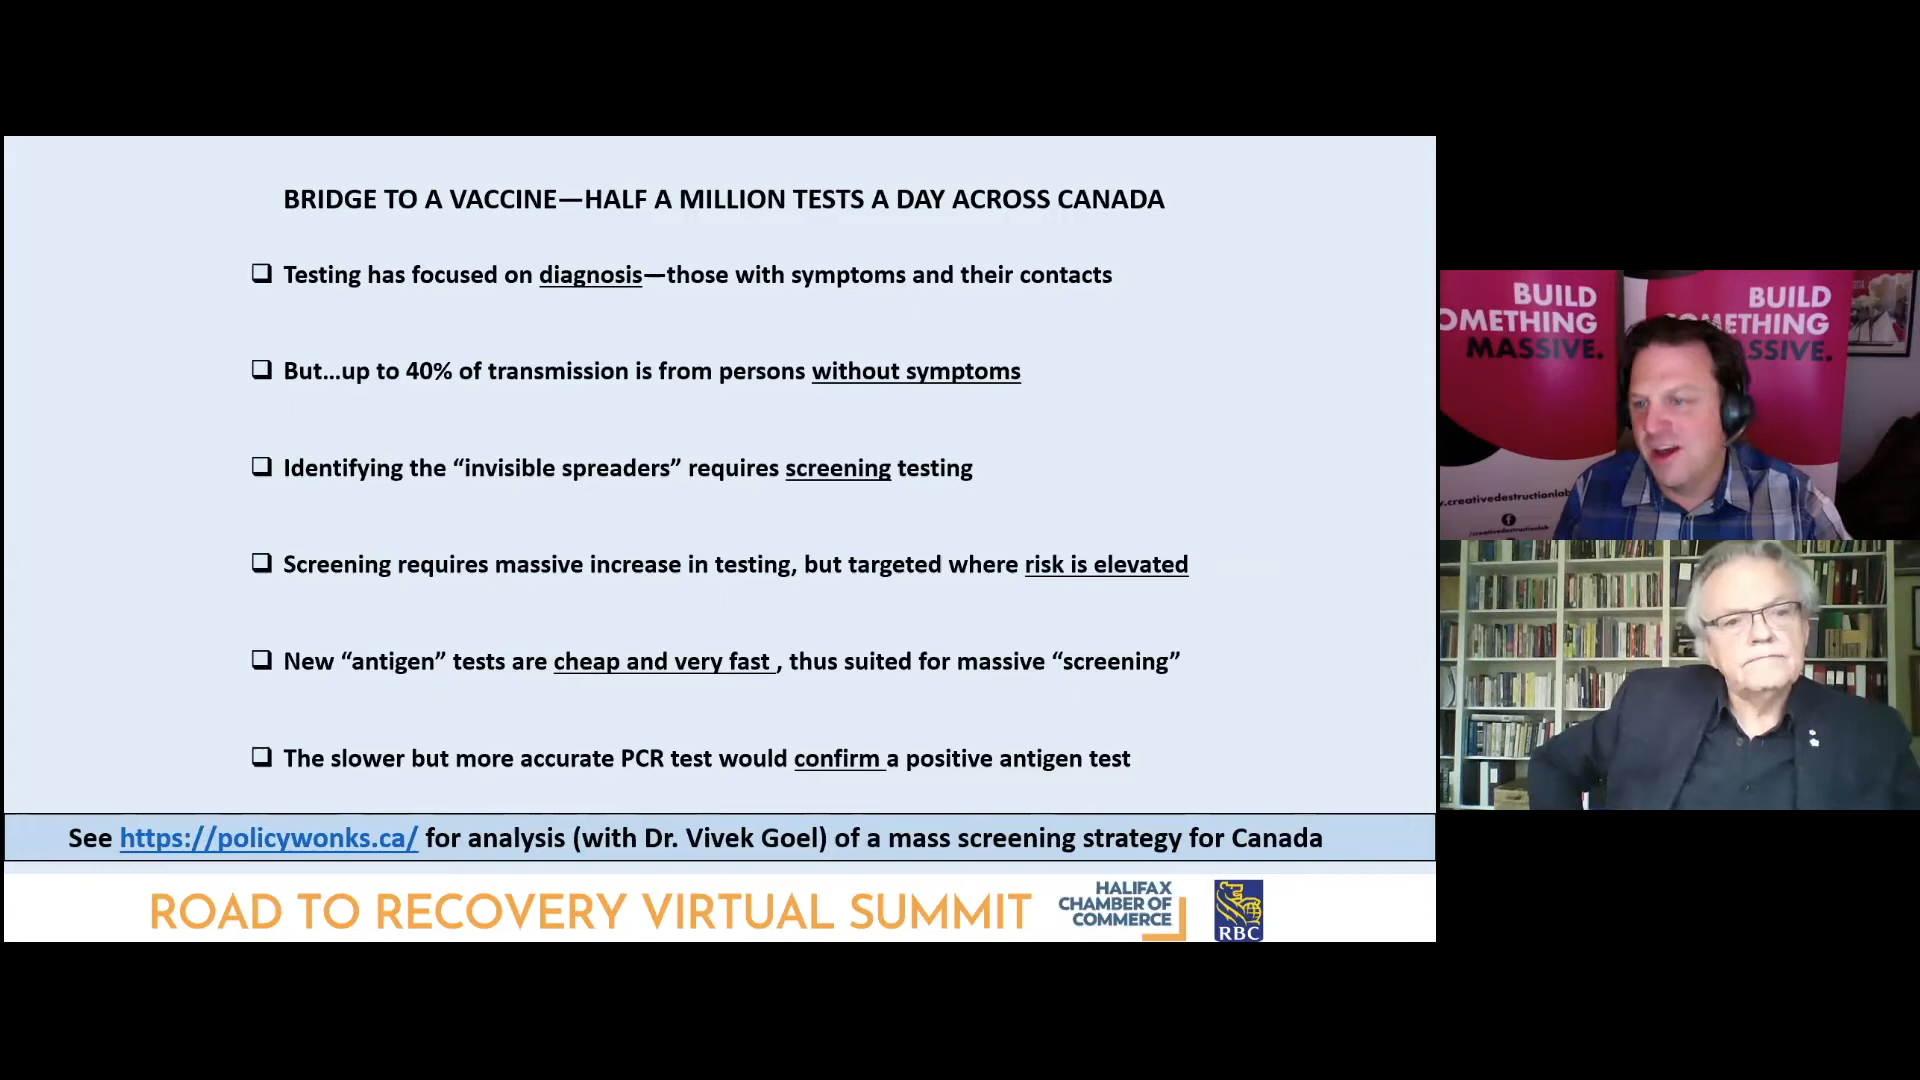 BRIDGE TO A VACCINE—HALF A MILLION TESTS A DAY ACROSS CANADA
❑ Testing has focused on diagnosis—those with symptoms and their contacts
❑ But...up to 40% of transmission is from persons without symptoms
❑ Identifying the “invisible spreaders” requires screening testing
❑ Screening requires massive increase in testing, but targeted where risk is elevated
❑ New “antigen” tests are cheap and very fast , thus suited for massive “screening”
❑ The slower but more accurate PCR test would confirm a positive antigen test
See https://policywonks.ca/ for analysis (with Dr. Vivek Goel) of a mass screening strategy for Canada
ROAD TO RECOVERY VIRTUAL SUMMIT
HALIFAX
CHAMBER OF
COMMERCE
RBC
BUILD
OMETHING
MASSIVE.
.creativedestructionlab
/creativedestructionlab
BUILD
OMETHING
ASSIVE.